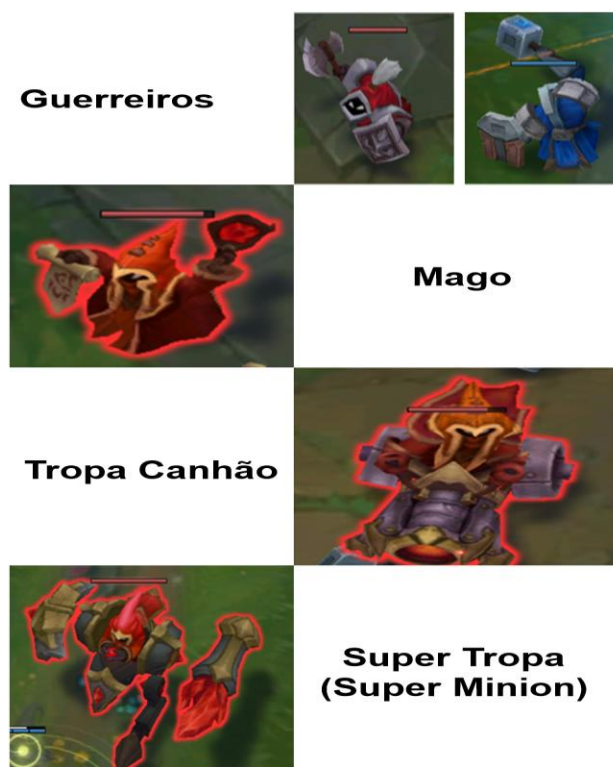 Guerreiros
Mago
Tropa Canhão
Super Tropa
(Super Minion)